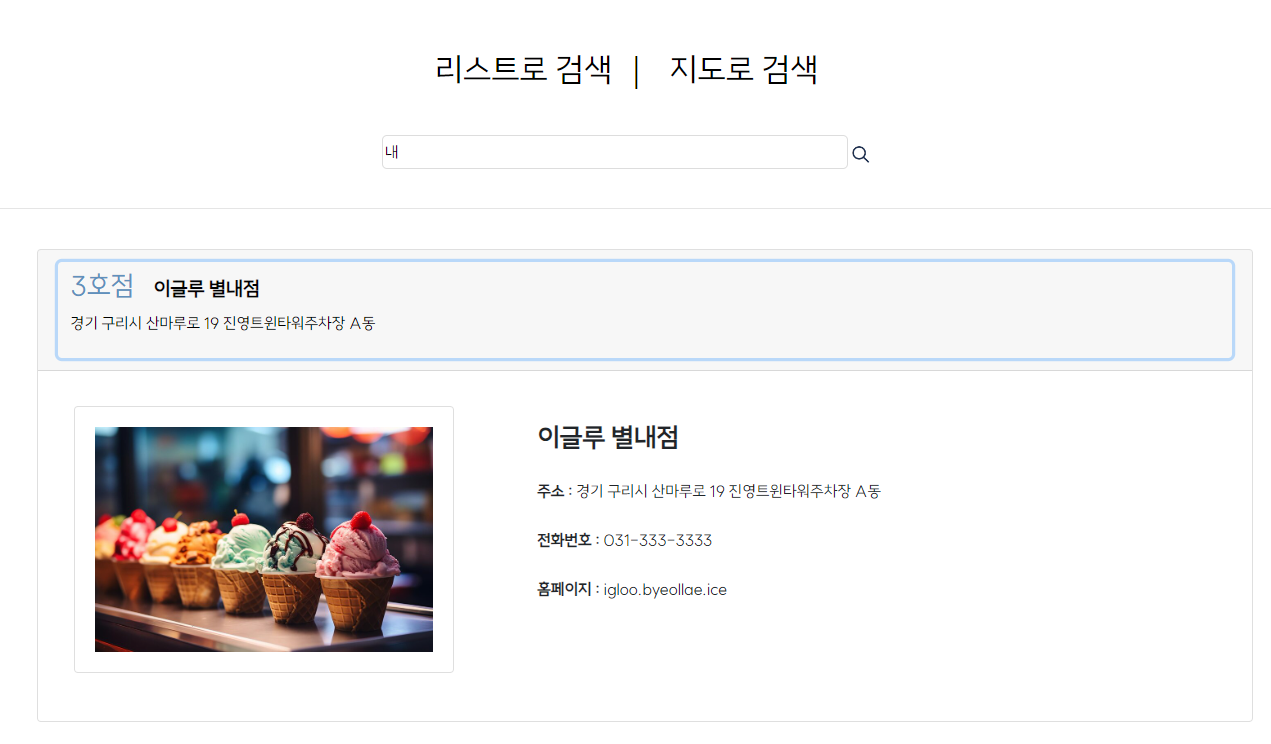 리스트로 검색 | 지도로 검색
내
3호점 이글루 별내점
경기 구리시 산마루로 19 진영트윈타워주차장 A동
이글루 별내점
주소 : 경기 구리시 산마루로 19 진영트윈타워주차장 A동
전화번호 : 031-333-3333
홈페이지 : igloo.byeollae.ice